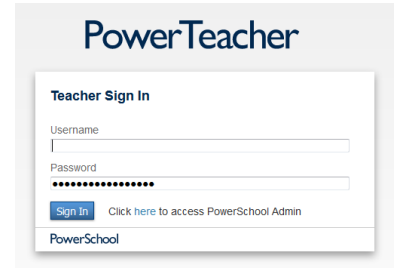 PowerTeacher
Teacher Sign In
Username
Password
•••••••••••••••••
Sign In Click here to access PowerSchool Admin
PowerSchool